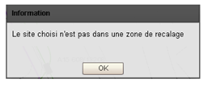 Information
Le site choisi n'est pas dans une zone de recalage
OK